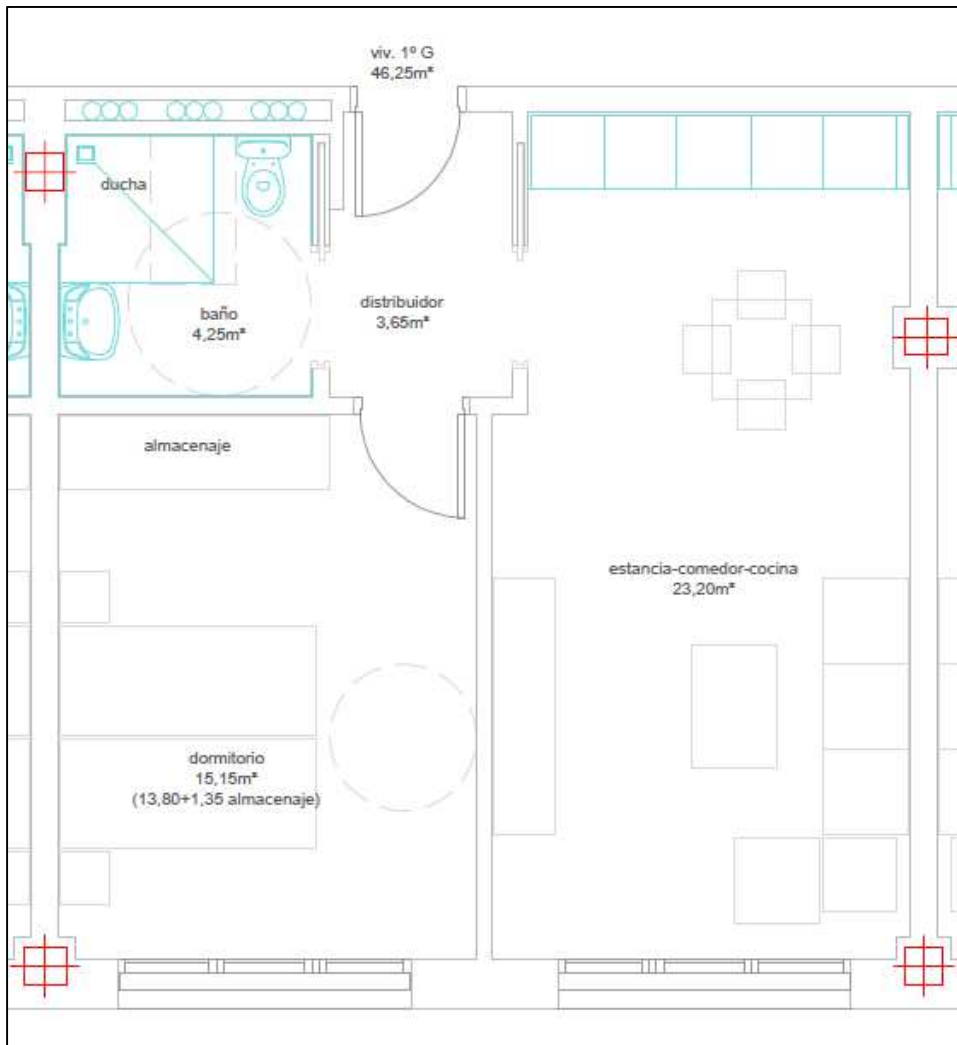 viv. 1º G
46,25m²
ducha
baño
4,25m²
distribuidor
3,65m²
almacenaje
estancia-comedor-cocina
23,20m²
dormitorio
15,15m²
(13,80+1,35 almacenaje)